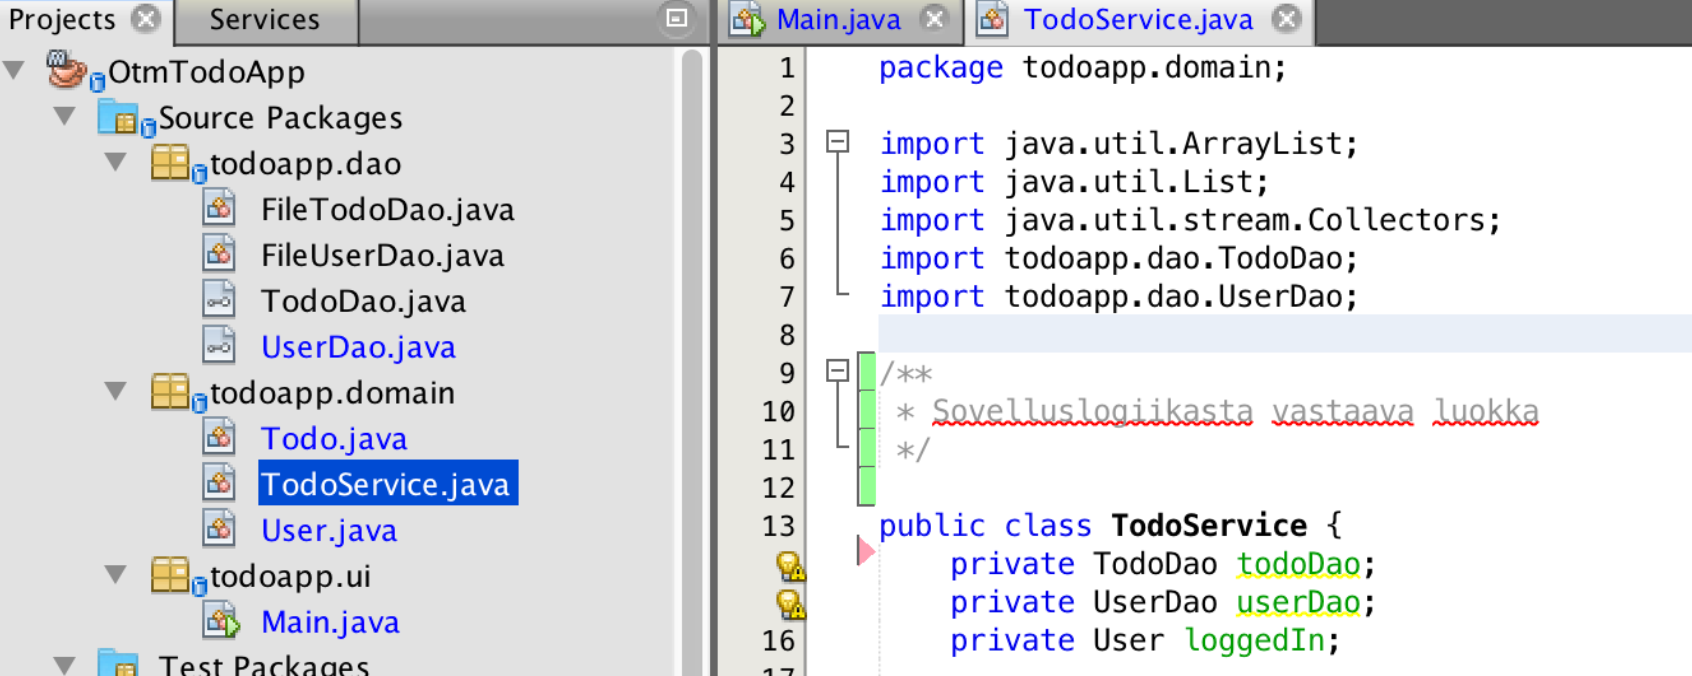 Projects
Services
OtmTodoApp
Source Packages
todoapp.dao
FileTodoDao.java
FileUserDao.java
TodoDao.java
UserDao.java
todoapp.domain
Todo.java
TodoService.java
User.java
todoapp.ui
Main.java
Test Packages
Main.java
TodoService.java
1 package todoapp.domain;
2
3 import java.util.ArrayList;
4 import java.util.List;
5 import java.util.stream.Collectors;
6 import todoapp.dao.TodoDao;
7 import todoapp.dao.UserDao;
8
9 /**
10 * Sovelluslogiikasta vastaava luokka
11 */
12
13 public class TodoService {
private TodoDao todoDao;
private UserDao userDao;
16 private User loggedIn;
17